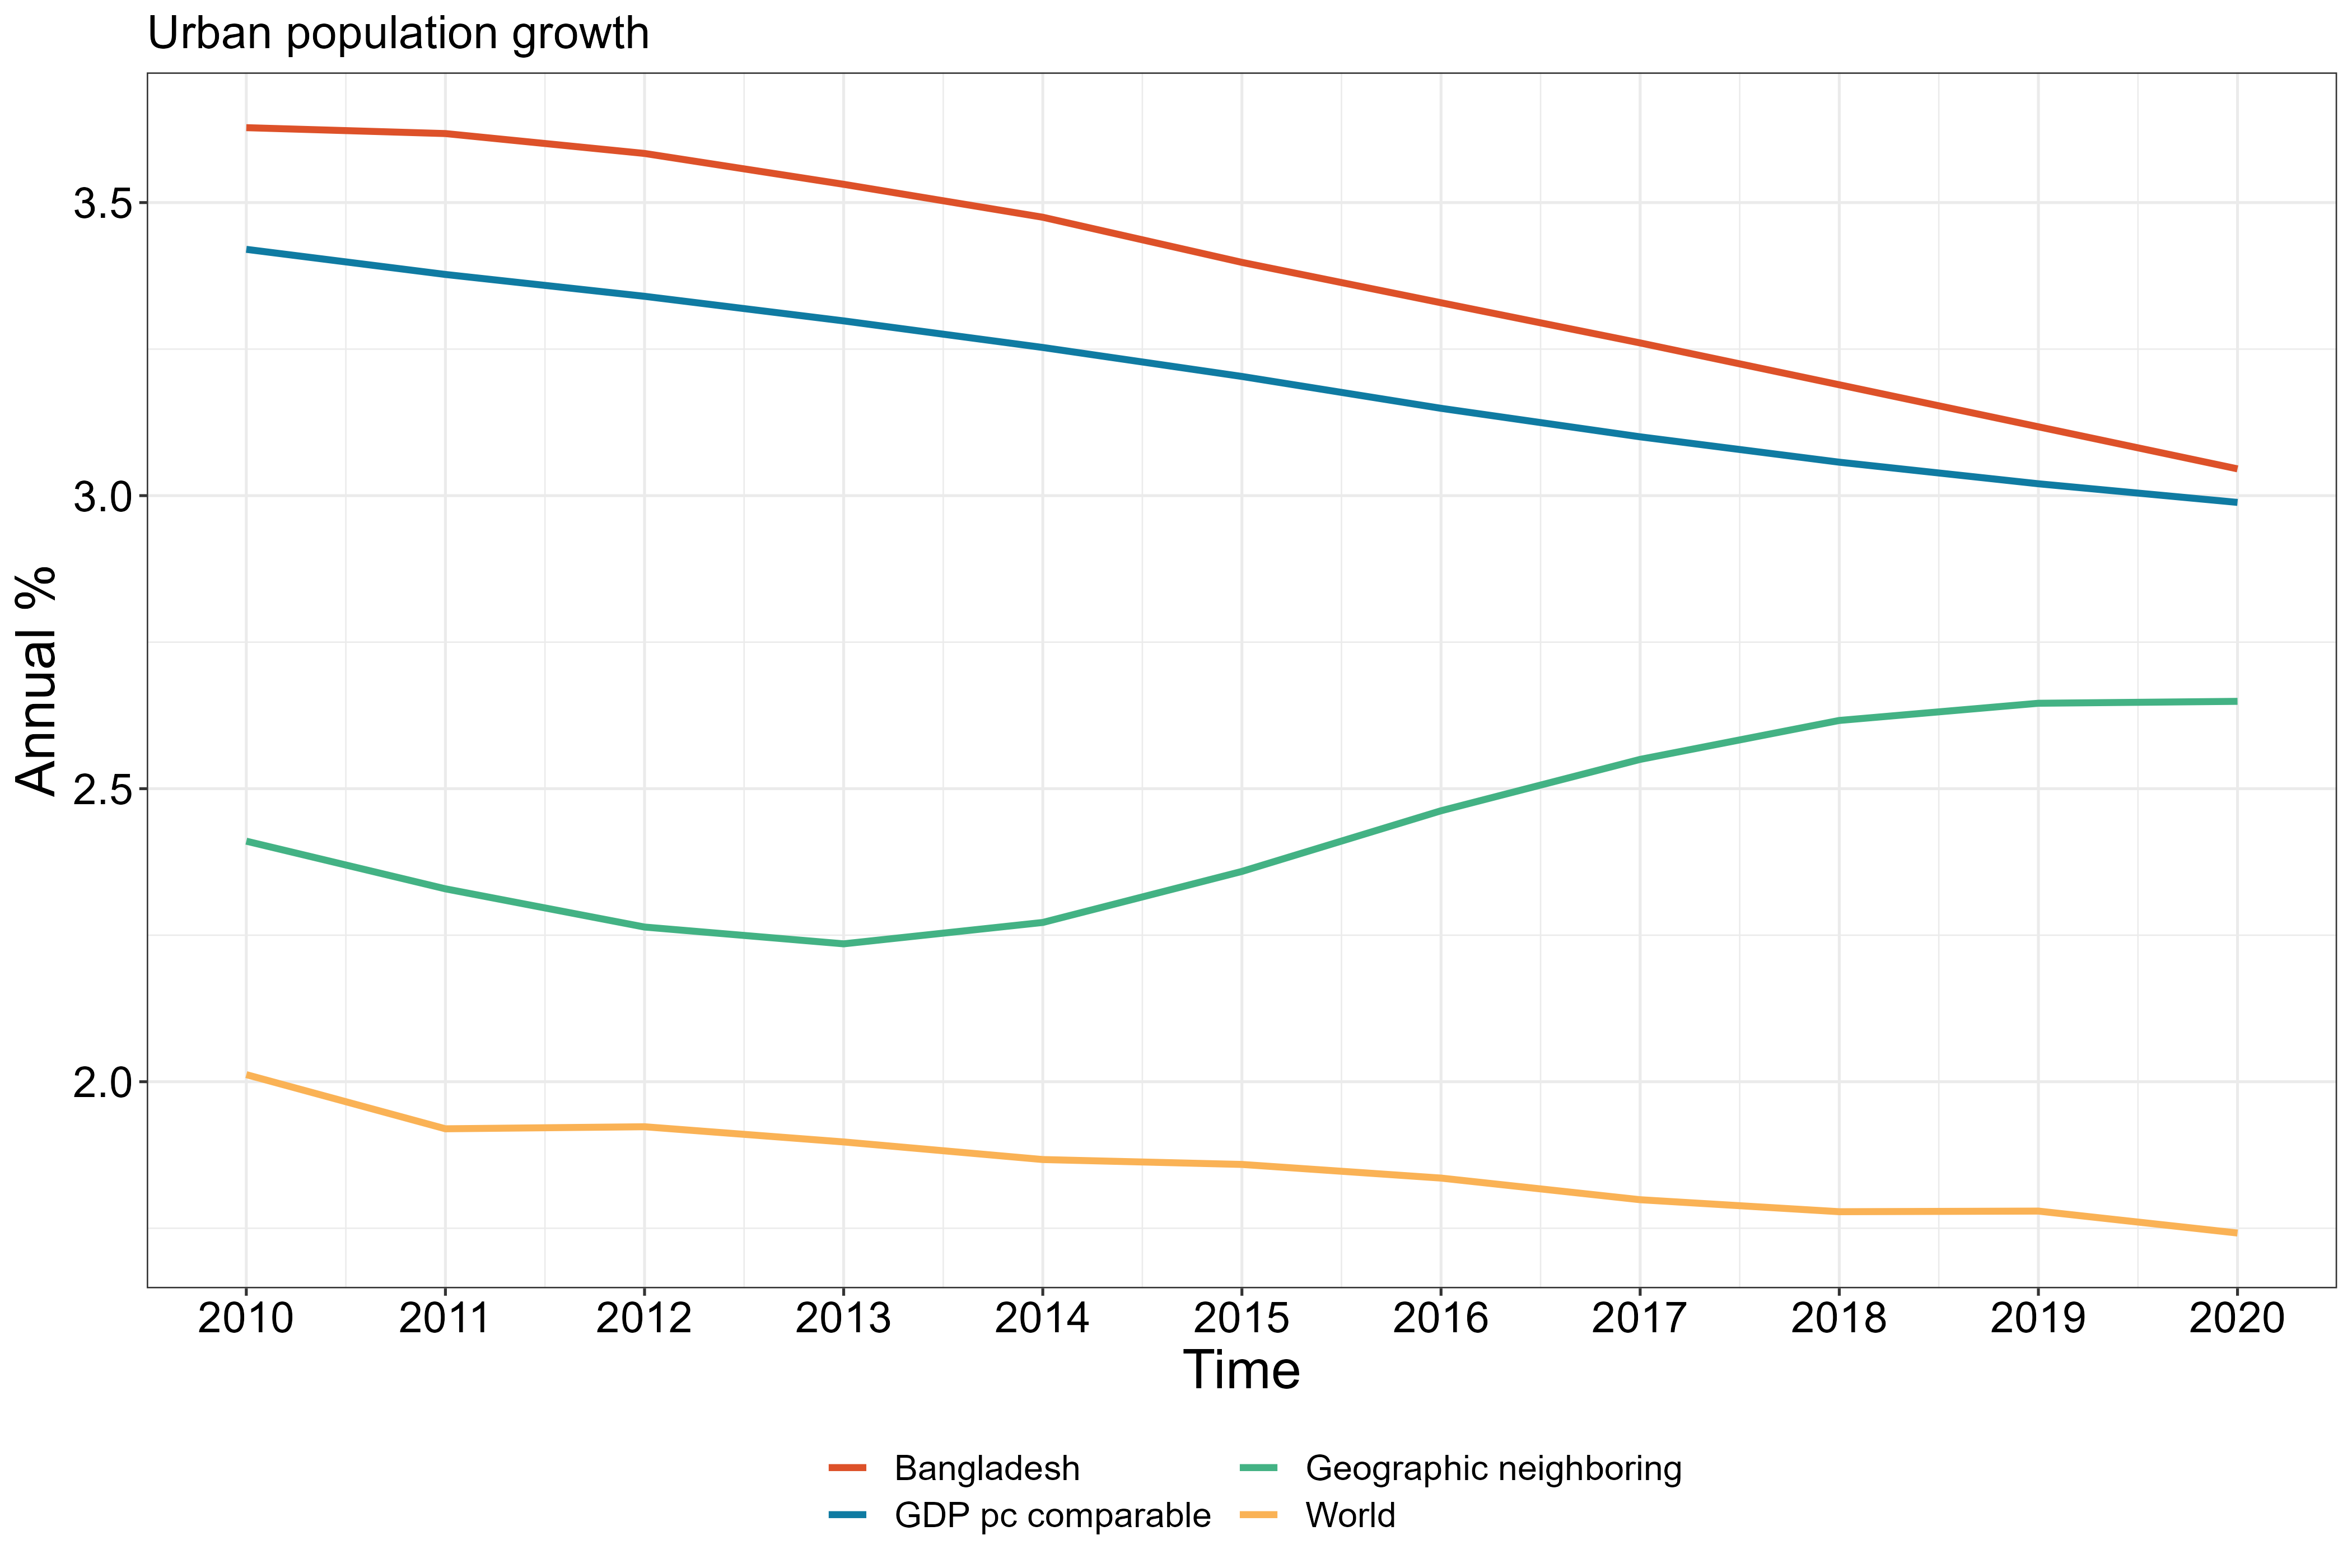 Urban population growth
Annual %
3.5
3.0
2.5
2.0
2010 2011 2012 2013 2014 2015 2016 2017 2018 2019 2020
Time
Bangladesh Geographic neighboring
GDP pc comparable World